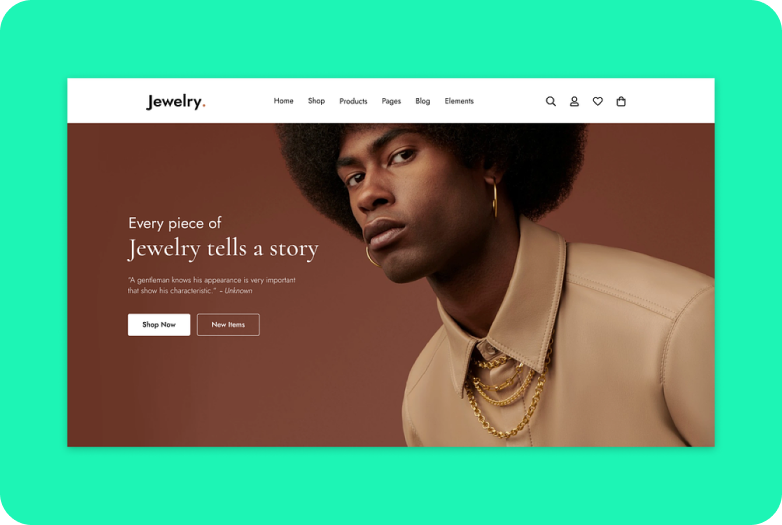 Jewelry.
Home Shop Products Pages Blog Elements
Every piece of
Jewelry tells a story
"A gentleman knows his appearance is very important
that show his characteristic." – Unknown
Shop Now New Items